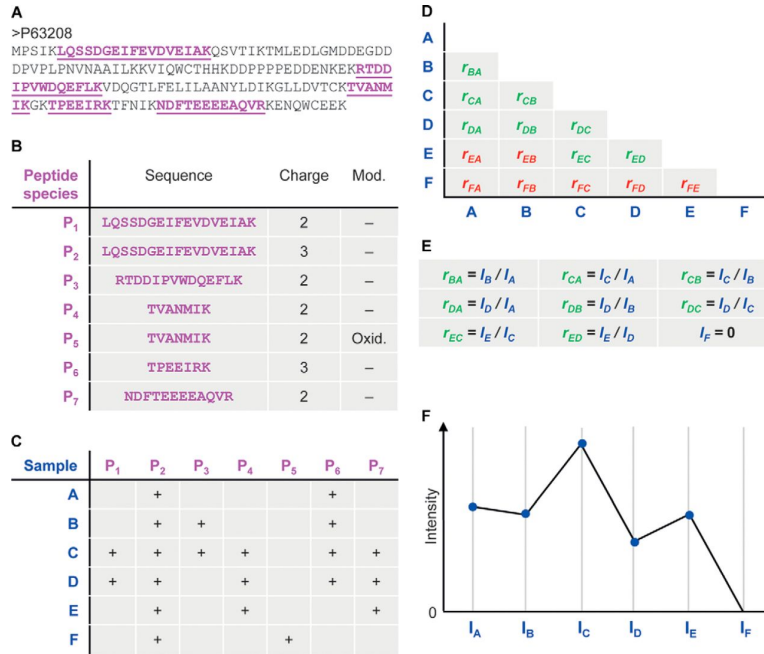 A
>P63208
MPSIKLQSSDGEIFEVDVEIAKQSVTIKTMLEDLGMDDEGDD
DPVPLPNVNAAILKKVIQWCTHHKDDPPPPEDDENKEKRTDD
IPVWDQEFLKVDQGTLFELILAANYLDIKGLLDVTCKTVANM
IKGKTPEEIRKTFNIKNDFTEEEEAQVRKENQWCEEK
B
Peptide species Sequence Charge Mod.
P1 LQSSDGEIFEVDVEIAK 2 –
P2 LQSSDGEIFEVDVEIAK 3 –
P3 RTDDIPVWDQEFLK 2 –
P4 TVANMIK 2 –
P5 TVANMIK 2 Oxid.
P6 TPEEIRK 3 –
P7 NDFTEEEEAQVR 2 –
C
Sample P1 P2 P3 P4 P5 P6 P7
A + +
B + + +
C + + + + + +
D + + + + +
E + + +
F + +
D
A
B rBA
C rCA rCB
D rDA rDB rDC
E rEA rEB rEC rED
F rFA rFB rFC rFD rFE
A B C D E F
E
rBA = IB / IA rCA = IC / IA rCB = IC / IB
rDA = ID / IA rDB = ID / IB rDC = ID / IC
rEC = IE / IC rED = IE / ID IF = 0
F
Intensity
0
IA IB IC ID IE IF